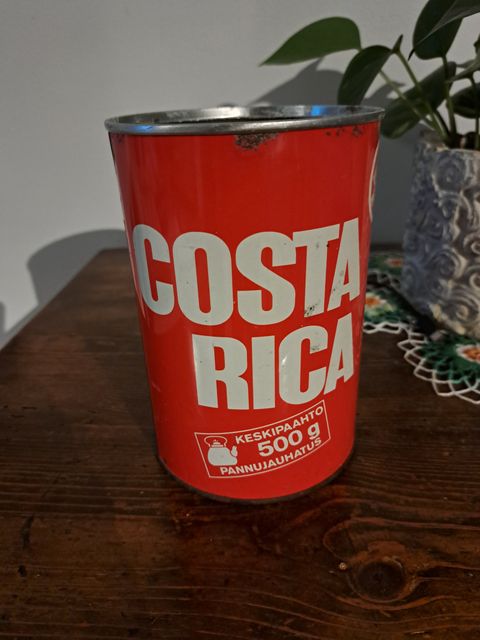 COSTA
RICA
KESKIPAAHTO
500 g
PANNUJAUHATUS